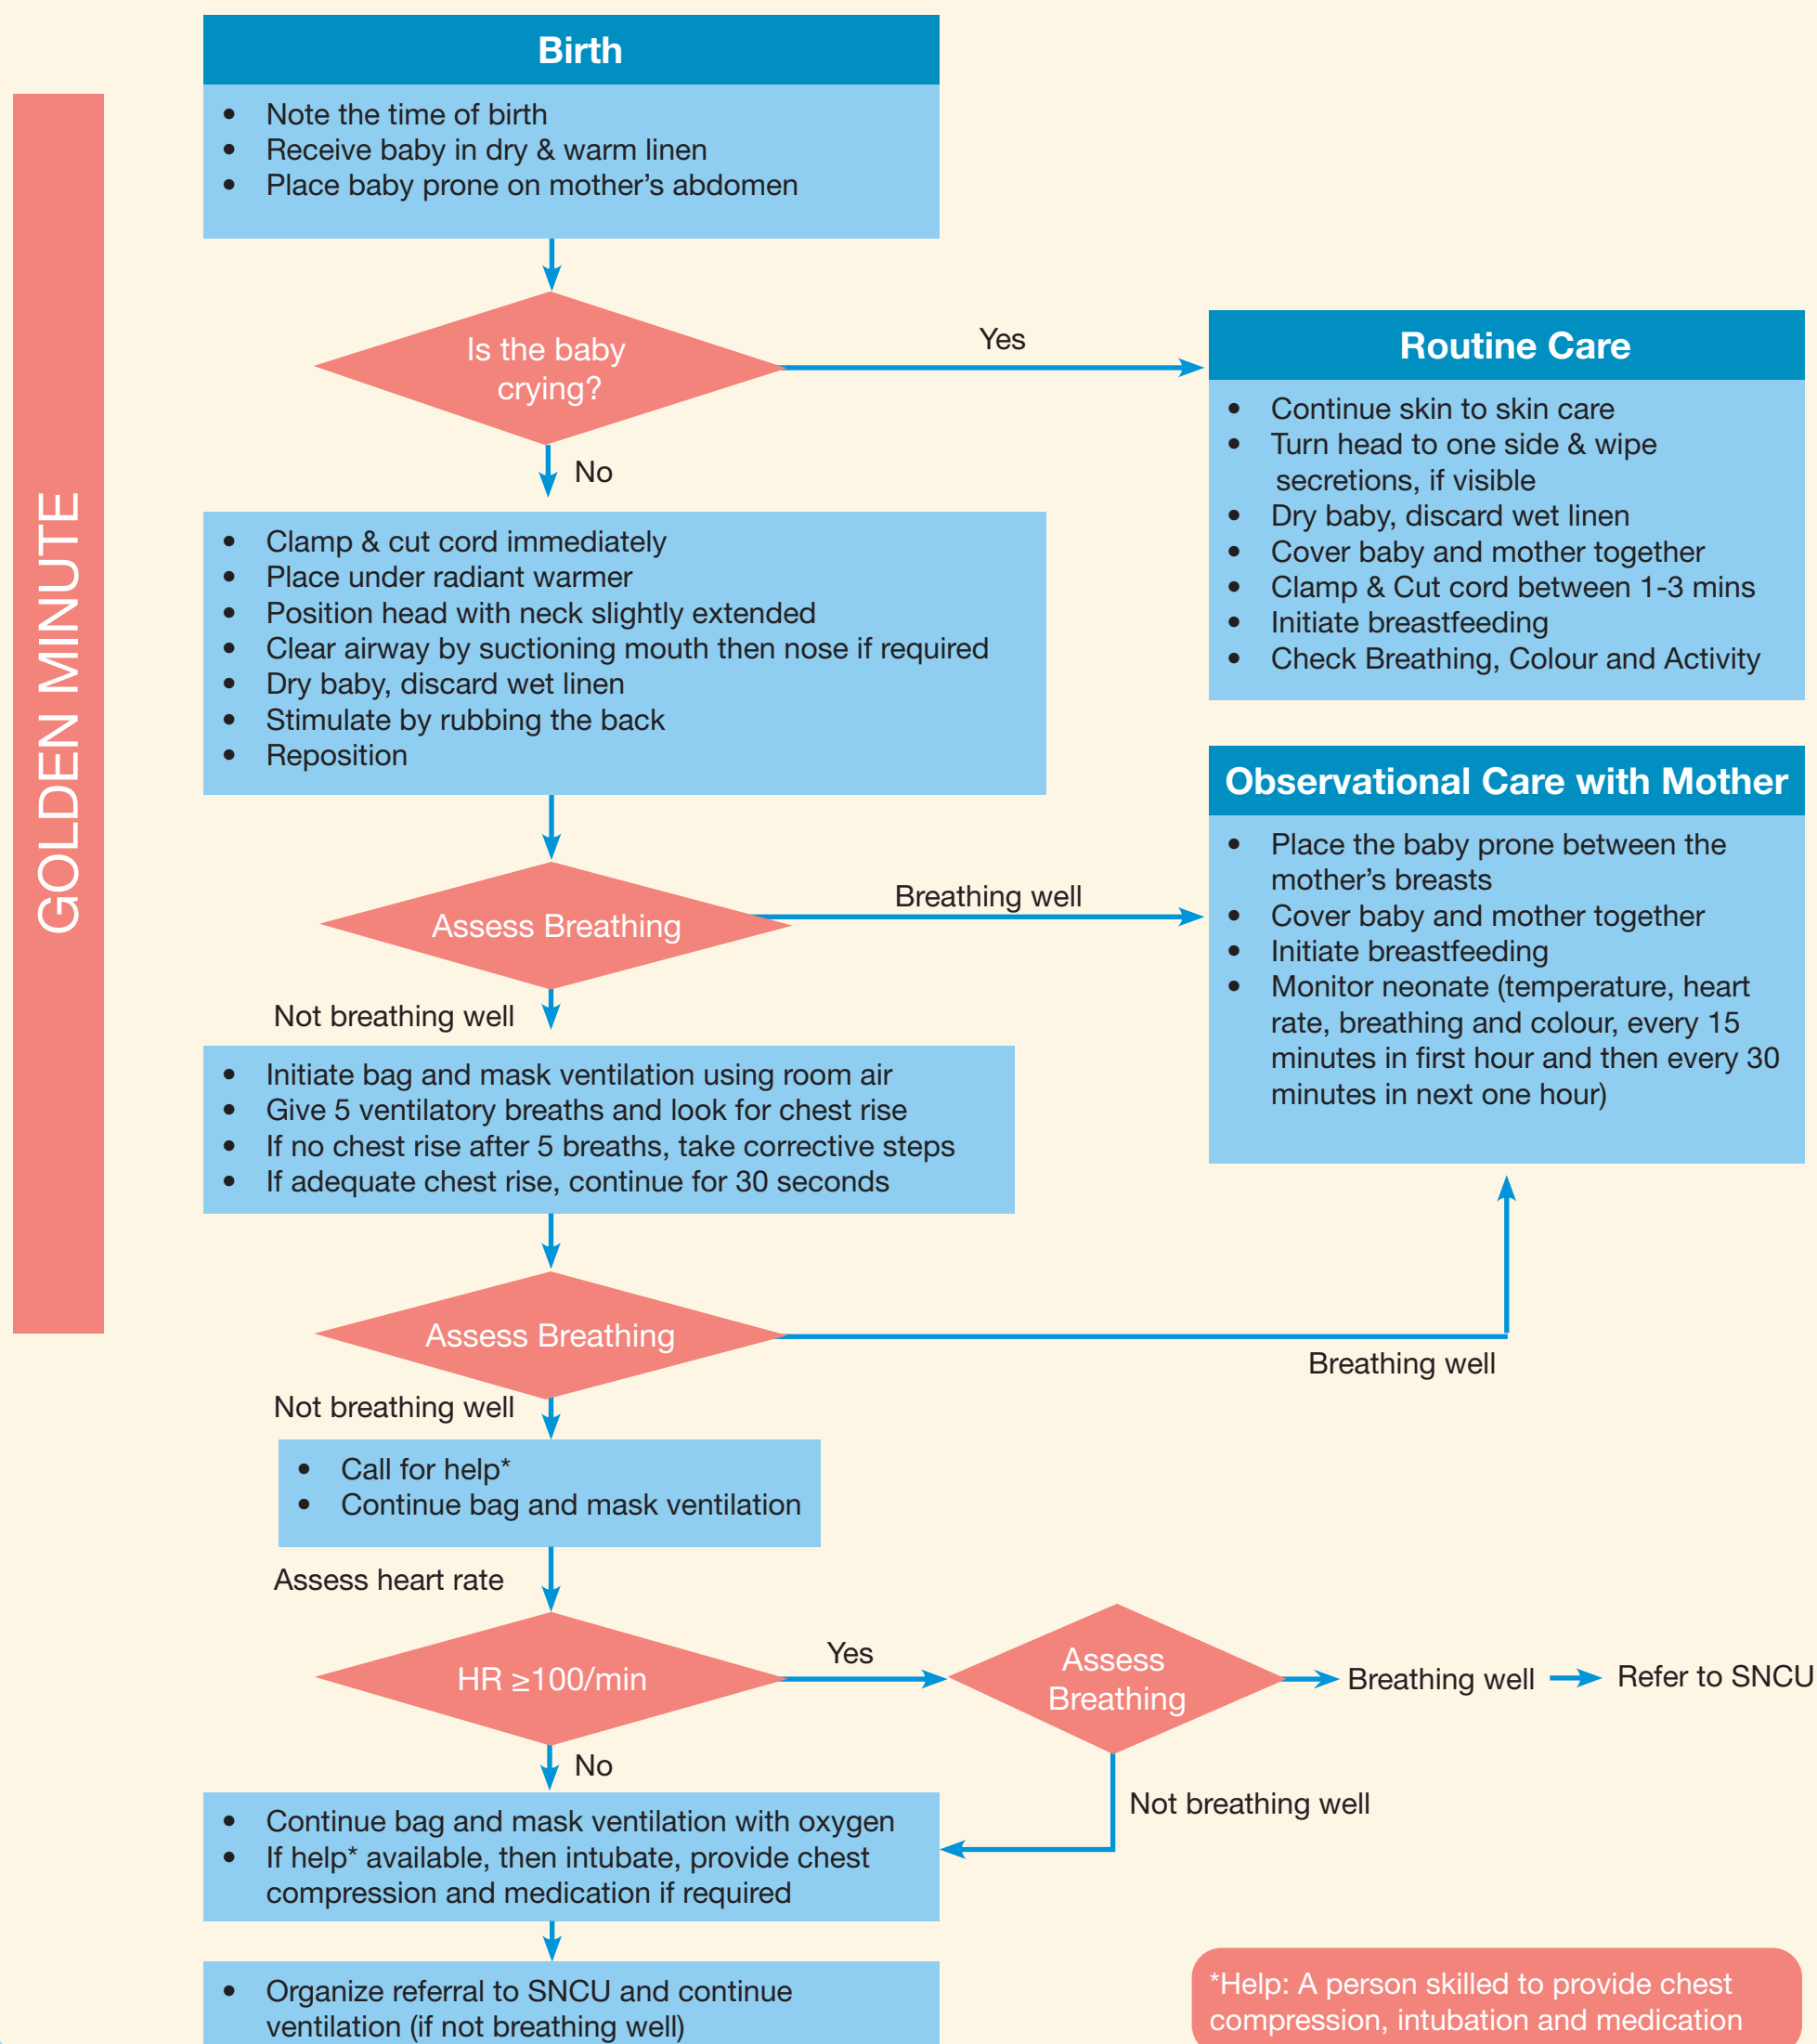 GOLDEN MINUTE
Birth
• Note the time of birth
• Receive baby in dry & warm linen
• Place baby prone on mother’s abdomen
Is the baby
crying?
Yes
No
Routine Care
• Continue skin to skin care
• Turn head to one side & wipe
secretions, if visible
• Dry baby, discard wet linen
• Cover baby and mother together
• Clamp & Cut cord between 1-3 mins
• Initiate breastfeeding
• Check Breathing, Colour and Activity
• Clamp & cut cord immediately
• Place under radiant warmer
• Position head with neck slightly extended
• Clear airway by suctioning mouth then nose if required
• Dry baby, discard wet linen
• Stimulate by rubbing the back
• Reposition
Assess Breathing
Breathing well
Not breathing well
Observational Care with Mother
• Place the baby prone between the
mother’s breasts
• Cover baby and mother together
• Initiate breastfeeding
• Monitor neonate (temperature, heart
rate, breathing and colour, every 15
minutes in first hour and then every 30
minutes in next one hour)
• Initiate bag and mask ventilation using room air
• Give 5 ventilatory breaths and look for chest rise
• If no chest rise after 5 breaths, take corrective steps
• If adequate chest rise, continue for 30 seconds
Assess Breathing
Breathing well
Not breathing well
• Call for help*
• Continue bag and mask ventilation
Assess heart rate
HR ≥100/min
Yes
Assess
Breathing
Breathing well
Refer to SNCU
No
Not breathing well
• Continue bag and mask ventilation with oxygen
• If help* available, then intubate, provide chest
compression and medication if required
• Organize referral to SNCU and continue
ventilation (if not breathing well)
*Help: A person skilled to provide chest
compression, intubation and medication